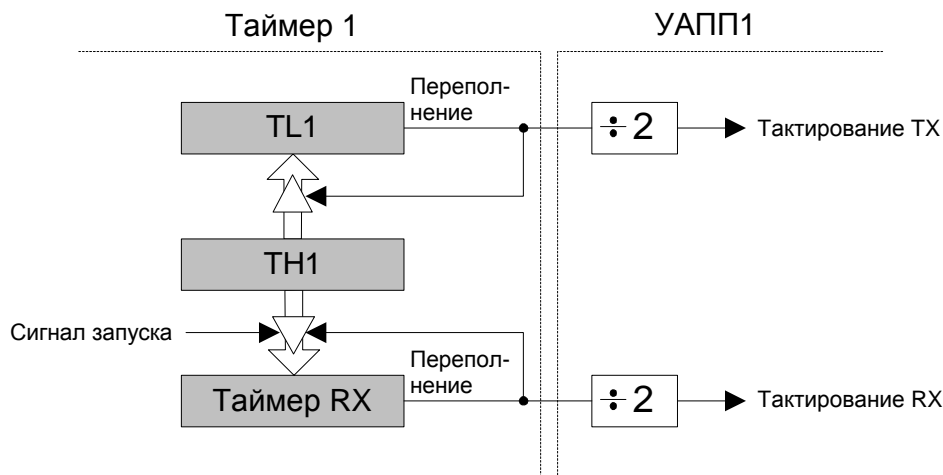 Таймер 1
УАПП1
Перепол-
нение
TL1
÷2
Тактирование TX
TH1
Сигнал запуска
Перепол-
нение
Таймер RX
÷2
Тактирование RX